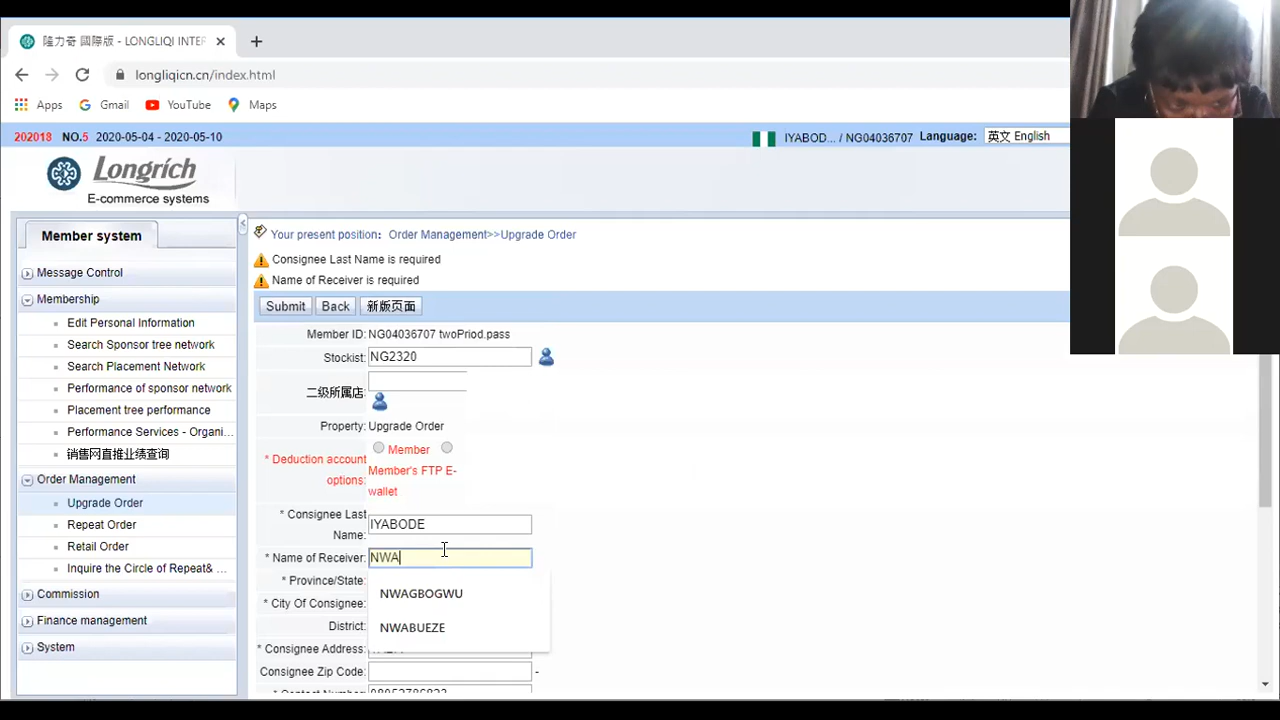 隆力奇 國際版 - LONGLIQI INTER
longliqicn.cn/index.html
Apps Gmail YouTube Maps
202018 NO.5 2020-05-04 - 2020-05-10 IYABOD... / NG04036707 Language: 英文 English
Longrich
E-commerce systems
Member system
Message Control
Membership
Edit Personal Information
Search Sponsor tree network
Search Placement Network
Performance of sponsor network
Placement tree performance
Performance Services - Organi...
销售网直推业绩查询
Order Management
Upgrade Order
Repeat Order
Retail Order
Inquire the Circle of Repeat& ...
Commission
Finance management
System
Your present position: Order Management>>Upgrade Order
Consignee Last Name is required
Name of Receiver is required
Submit Back 新版页面
Member ID: NG04036707 twoPriod.pass
Stockist: NG2320
二级所属店:
Property: Upgrade Order
* Deduction account options: Member
Member's FTP E-
wallet
* Consignee Last
Name: IYABODE
* Name of Receiver: NWA
NWAGBOGWU
NWABUEZE
* Province/State:
* City Of Consignee:
District:
* Consignee Address:
Consignee Zip Code: -
* Contact Number: